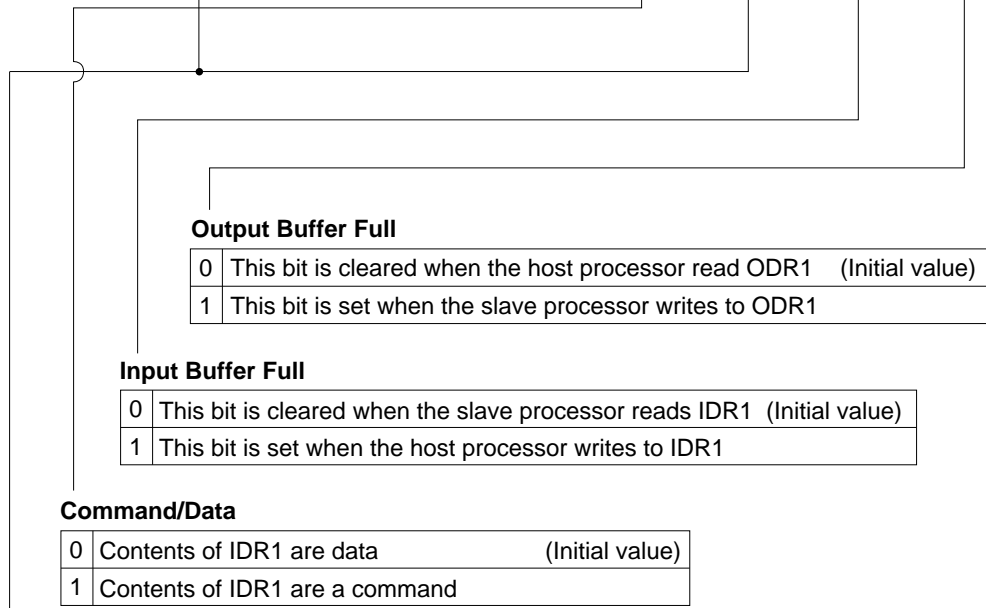 Output Buffer Full
0 This bit is cleared when the host processor read ODR1 (Initial value)
1 This bit is set when the slave processor writes to ODR1
Input Buffer Full
0 This bit is cleared when the slave processor reads IDR1 (Initial value)
1 This bit is set when the host processor writes to IDR1
Command/Data
0 Contents of IDR1 are data (Initial value)
1 Contents of IDR1 are a command